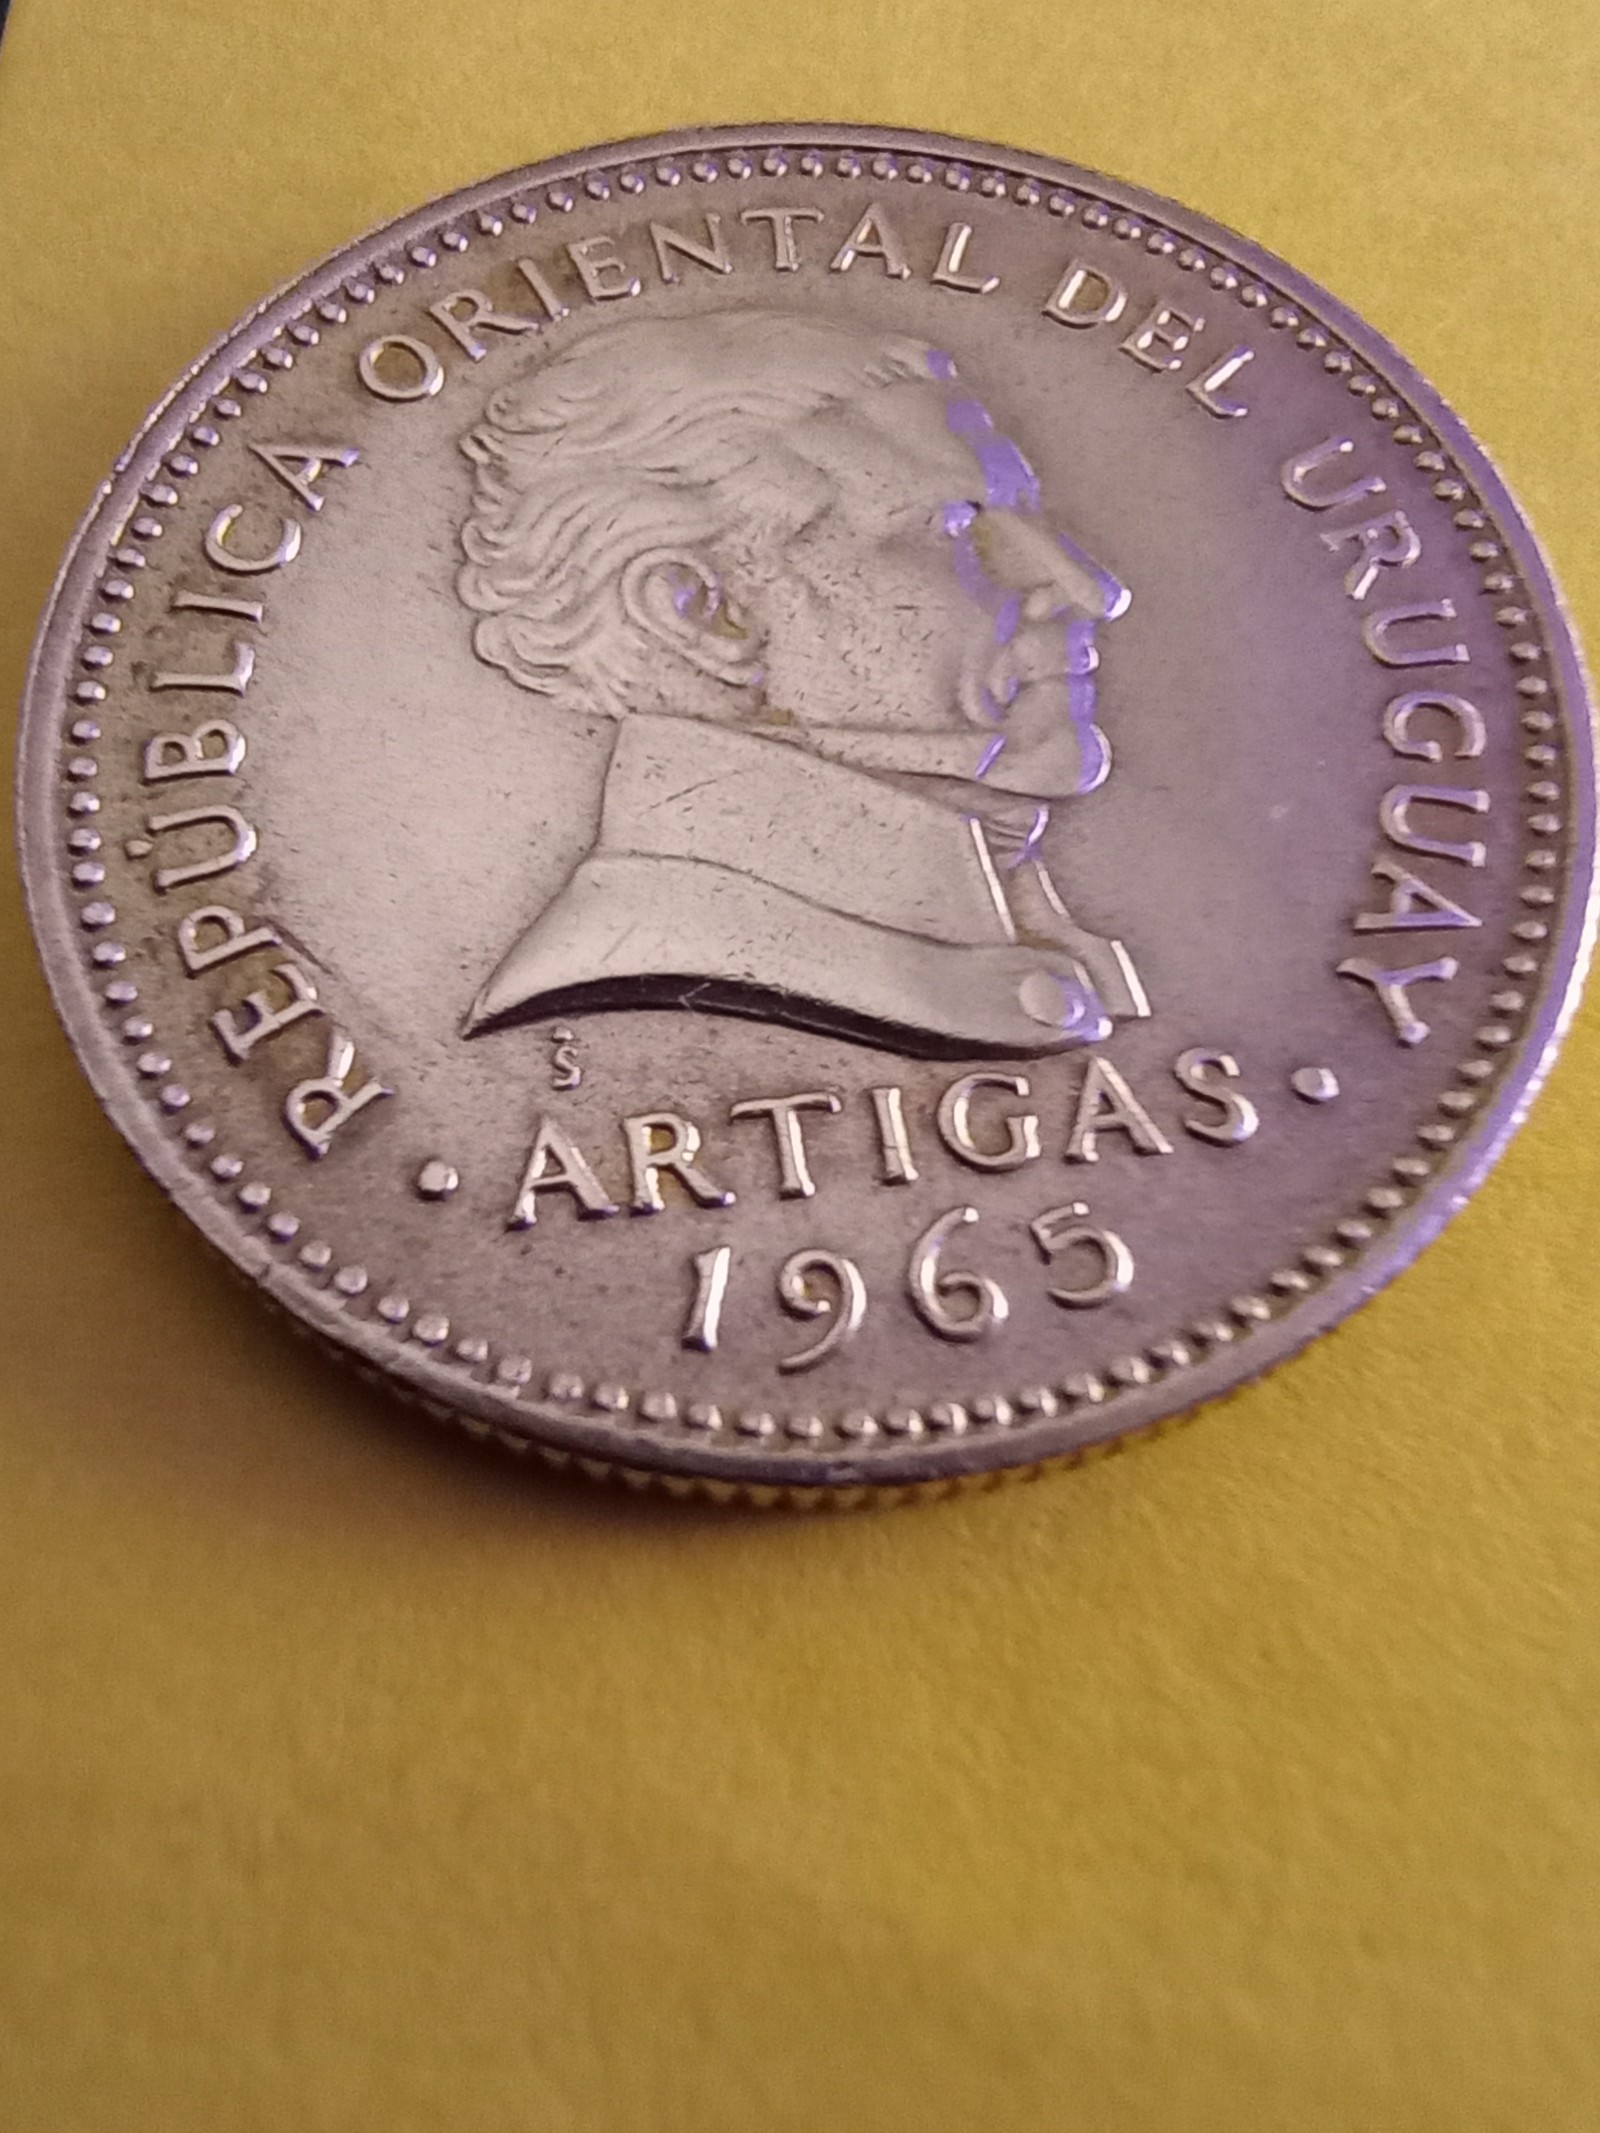 REPÚBLICA ORIENTAL DEL URUGUAY
Ṡ
· ARTIGAS ·
1965